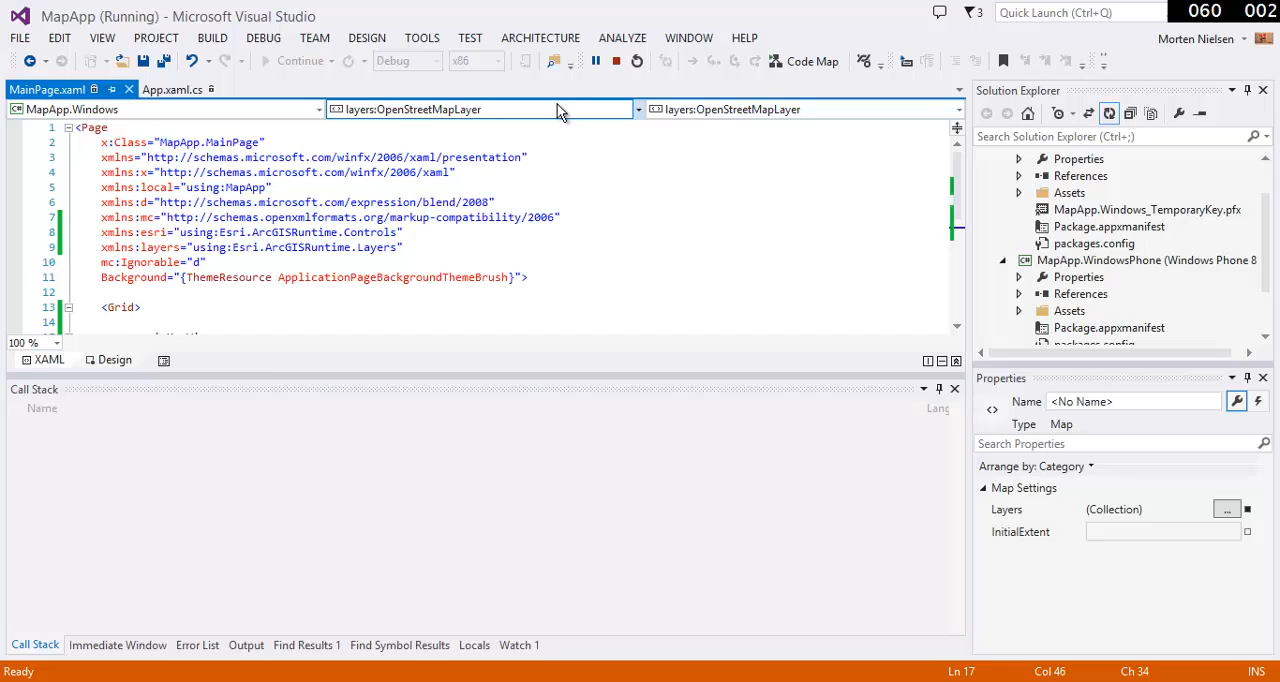 MapApp (Running) - Microsoft Visual Studio
3
Quick Launch (Ctrl+Q)
060 002
FILE EDIT VIEW PROJECT BUILD DEBUG TEAM DESIGN TOOLS TEST ARCHITECTURE ANALYZE WINDOW HELP
Morten Nielsen
Continue Debug x86 Code Map
MainPage.xaml App.xaml.cs
MapApp.Windows layers:OpenStreetMapLayer layers:OpenStreetMapLayer
1 <Page
2 x:Class="MapApp.MainPage"
3 xmlns="http://schemas.microsoft.com/winfx/2006/xaml/presentation"
4 xmlns:x="http://schemas.microsoft.com/winfx/2006/xaml"
5 xmlns:local="using:MapApp"
6 xmlns:d="http://schemas.microsoft.com/expression/blend/2008"
7 xmlns:mc="http://schemas.openxmlformats.org/markup-compatibility/2006"
8 xmlns:esri="using:Esri.ArcGISRuntime.Controls"
9 xmlns:layers="using:Esri.ArcGISRuntime.Layers"
10 mc:Ignorable="d"
11 Background="{ThemeResource ApplicationPageBackgroundThemeBrush}">
12
13 <Grid>
14
100 %
XAML Design
Call Stack
Name Lang
Call Stack Immediate Window Error List Output Find Results 1 Find Symbol Results Locals Watch 1
Solution Explorer
Search Solution Explorer (Ctrl+;)
Properties
References
Assets
MapApp.Windows_TemporaryKey.pfx
Package.appxmanifest
packages.config
MapApp.WindowsPhone (Windows Phone 8
Properties
References
Assets
Package.appxmanifest
packages.config
Properties
Name <No Name>
Type Map
Search Properties
Arrange by: Category
Map Settings
Layers (Collection) ...
InitialExtent
Ready Ln 17 Col 46 Ch 34 INS